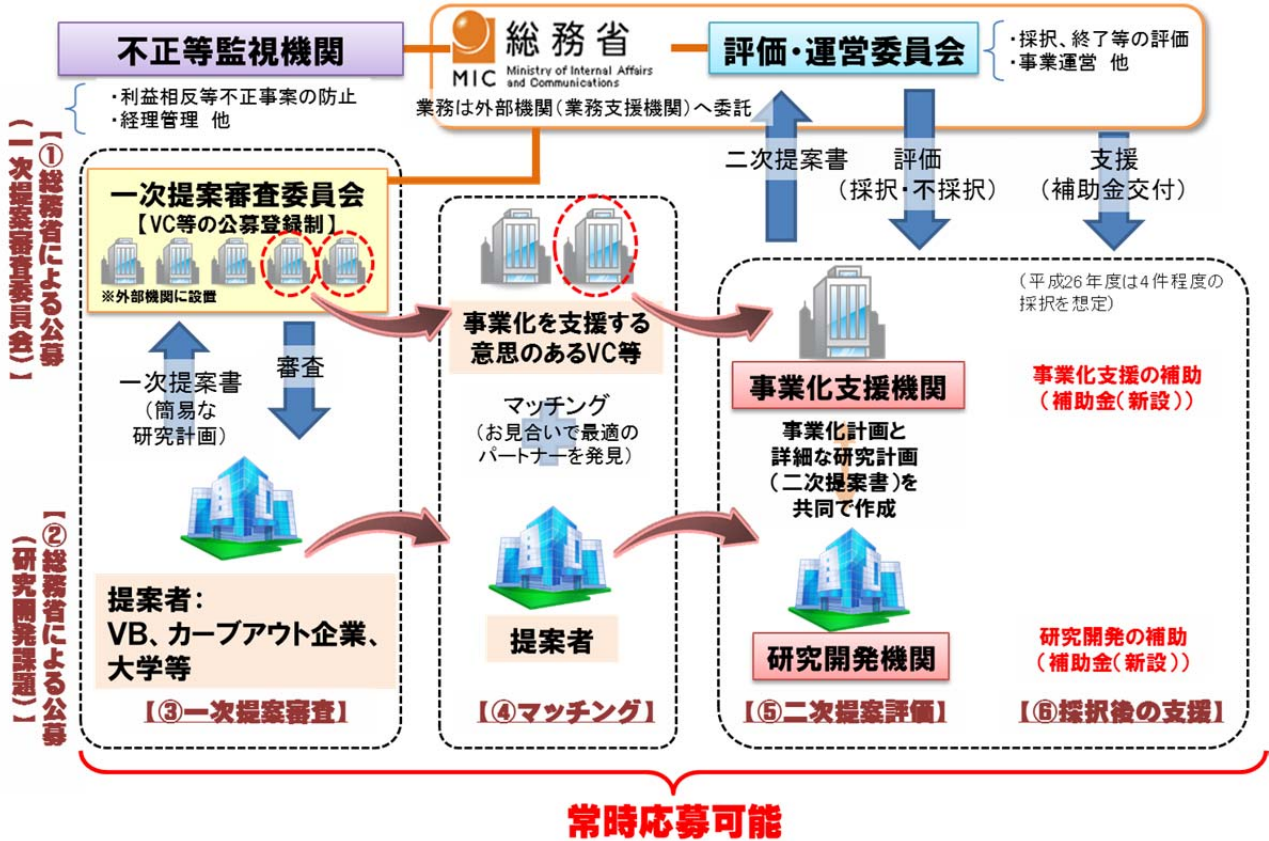 不正等監視機関
・利益相反等不正事案の防止
・経理管理 他
総務省
MIC
Ministry of Internal Affairs
and Communications
業務は外部機関(業務支援機関)へ委託
評価・運営委員会
・採択、終了等の評価
・事業運営 他
【①総務省による公募
(一次提案審査委員会)】
【②総務省による公募
(研究開発課題)】
一次提案審査委員会
【VC等の公募登録制】
※外部機関に設置
一次提案書
(簡易な
研究計画)
審査
提案者:
VB、カーブアウト企業、
大学等
【③一次提案審査】
事業化を支援する
意思のあるVC等
マッチング
(お見合いで最適の
パートナーを発見)
提案者
【④マッチング】
二次提案書
評価
(採択・不採択)
支援
(補助金交付)
事業化支援機関
事業化計画と
詳細な研究計画
(二次提案書)を
共同で作成
研究開発機関
【⑤二次提案評価】
(平成26年度は4件程度の
採択を想定)
事業化支援の補助
(補助金(新設))
研究開発の補助
(補助金(新設))
【⑥採択後の支援】
常時応募可能